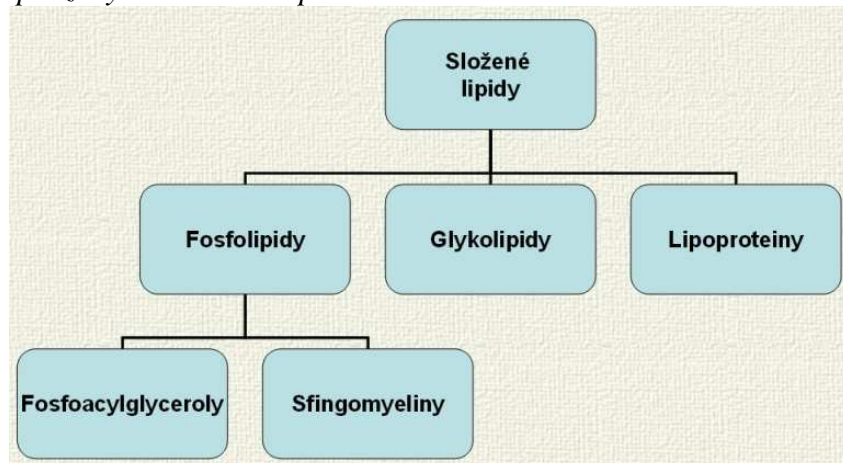 Složené
lipidy
Fosfolipidy
Glykolipidy
Lipoproteiny
Fosfoacylglyceroly
Sfingomyeliny